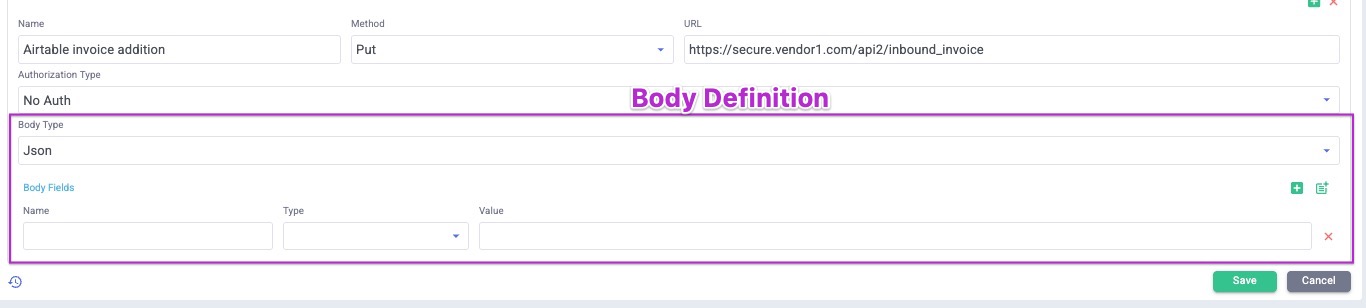 Name Method URL
Airtable invoice addition Put https://secure.vendor1.com/api2/inbound_invoice
Authorization Type
No Auth
Body Definition
Body Type
Json
Body Fields
Name Type Value
Save Cancel